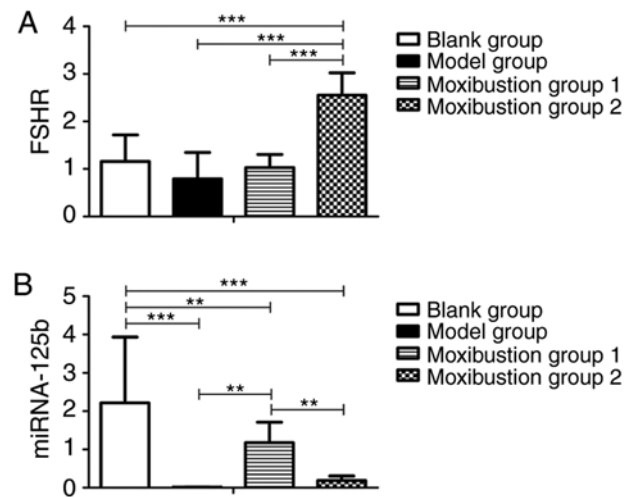 A
FSHR
4
3
2
1
0
***
***
***
Blank group
Model group
Moxibustion group 1
Moxibustion group 2
B
miRNA-125b
5
4
3
2
1
0
***
**
***
**
**
Blank group
Model group
Moxibustion group 1
Moxibustion group 2